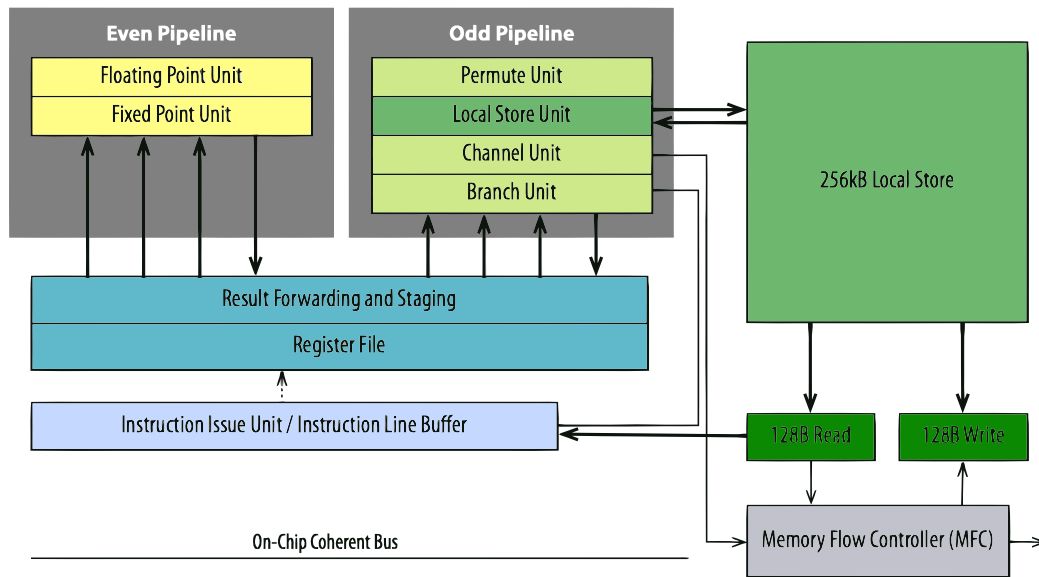 Even Pipeline
Floating Point Unit
Fixed Point Unit
Odd Pipeline
Permute Unit
Local Store Unit
Channel Unit
Branch Unit
256kB Local Store
Result Forwarding and Staging
Register File
Instruction Issue Unit / Instruction Line Buffer
128B Read
128B Write
Memory Flow Controller (MFC)
On-Chip Coherent Bus